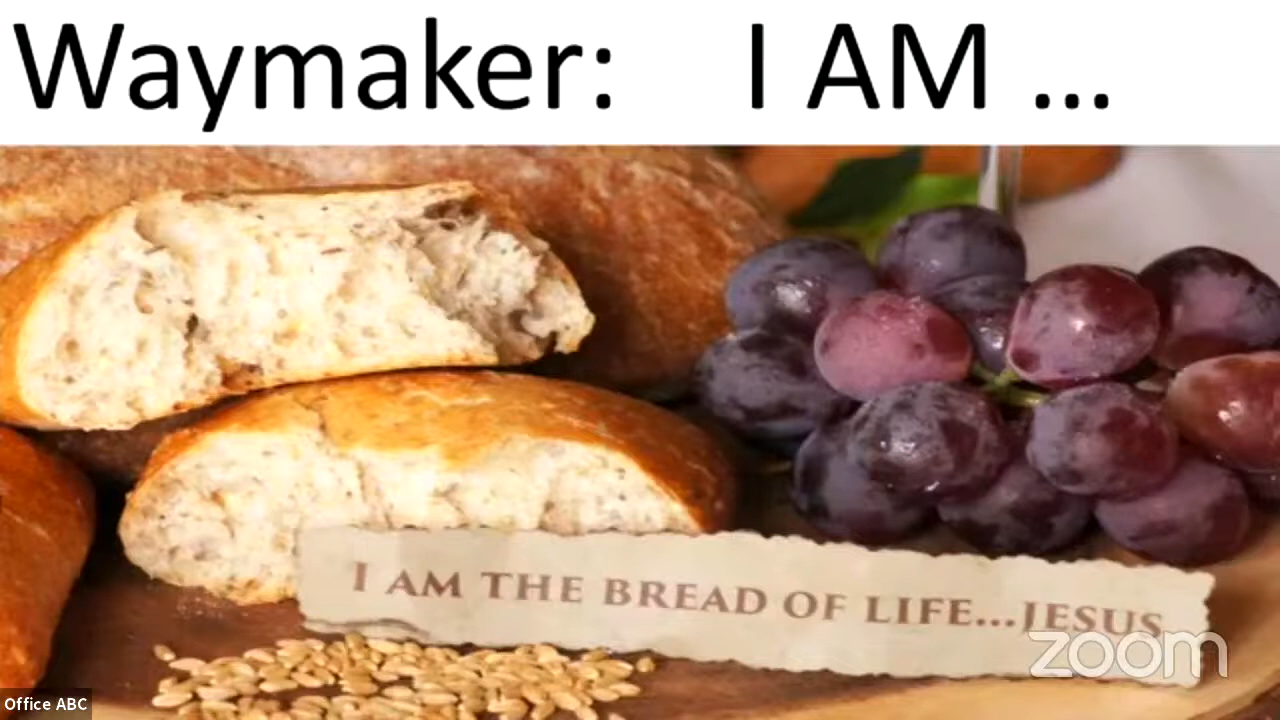 Waymaker: I AM ...
I AM THE BREAD OF LIFE...JESUS
zoom
Office ABC